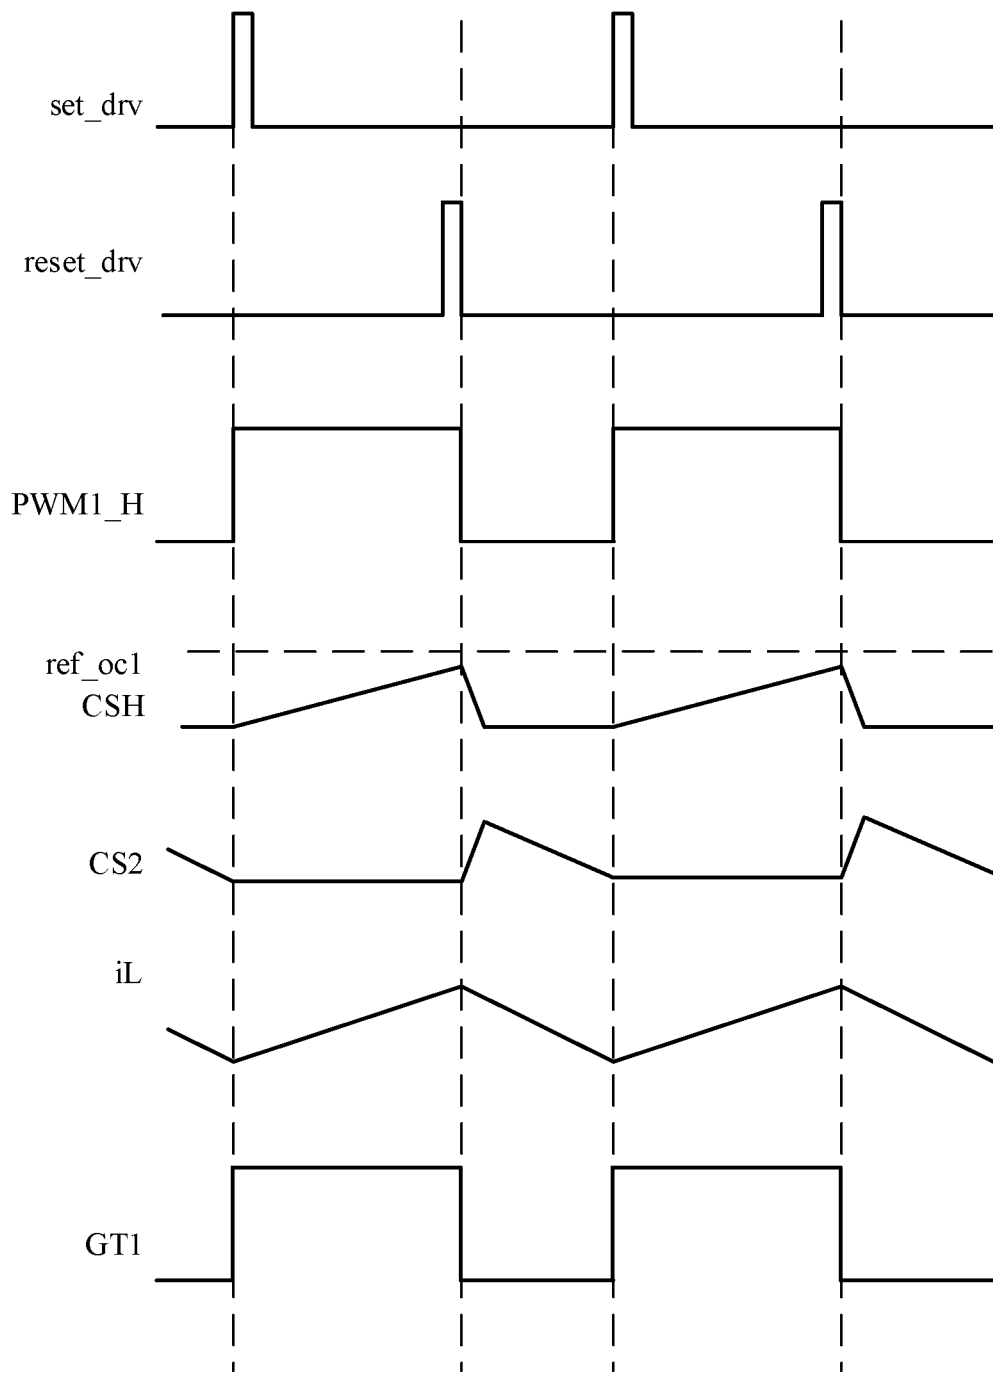 set_drv
reset_drv
PWM1_H
ref_oc1
CSH
CS2
iL
GT1